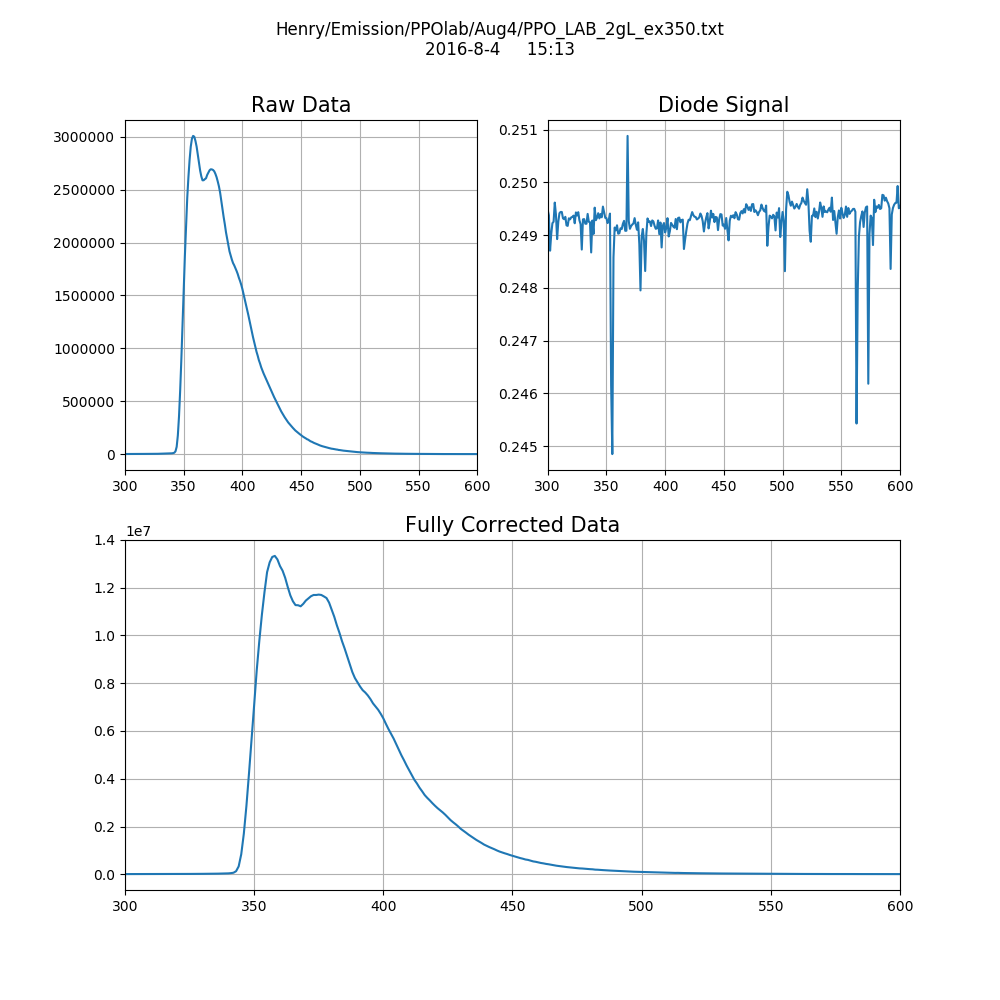 Henry/Emission/PPOlab/Aug4/PPO_LAB_2gL_ex350.txt
2016-8-4 15:13
Raw Data
3000000
2500000
2000000
1500000
1000000
500000
0
300 350 400 450 500 550 600
Diode Signal
0.251
0.250
0.249
0.248
0.247
0.246
0.245
300 350 400 450 500 550 600
Fully Corrected Data
1e7
1.4
1.2
1.0
0.8
0.6
0.4
0.2
0.0
300 350 400 450 500 550 600